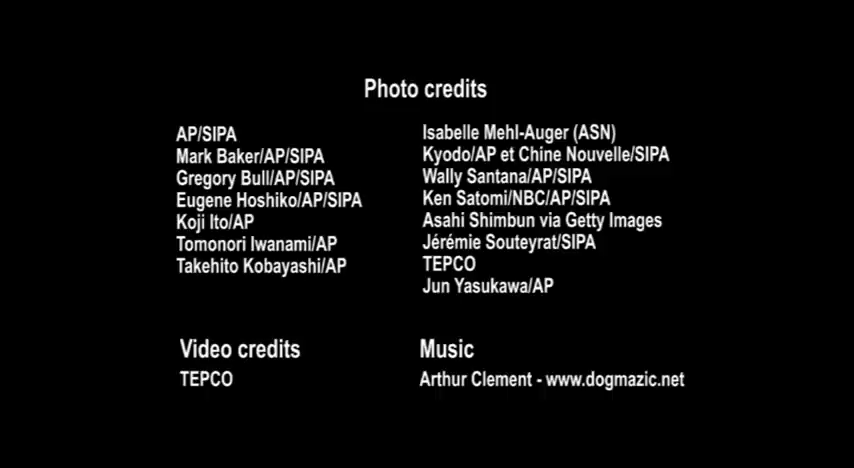 Photo credits
AP/SIPA
Mark Baker/AP/SIPA
Gregory Bull/AP/SIPA
Eugene Hoshiko/AP/SIPA
Koji Ito/AP
Tomonori Iwanami/AP
Takehito Kobayashi/AP
Isabelle Mehl-Auger (ASN)
Kyodo/AP et Chine Nouvelle/SIPA
Wally Santana/AP/SIPA
Ken Satomi/NBC/AP/SIPA
Asahi Shimbun via Getty Images
Jérémie Souteyrat/SIPA
TEPCO
Jun Yasukawa/AP
Video credits
TEPCO
Music
Arthur Clement - www.dogmazic.net